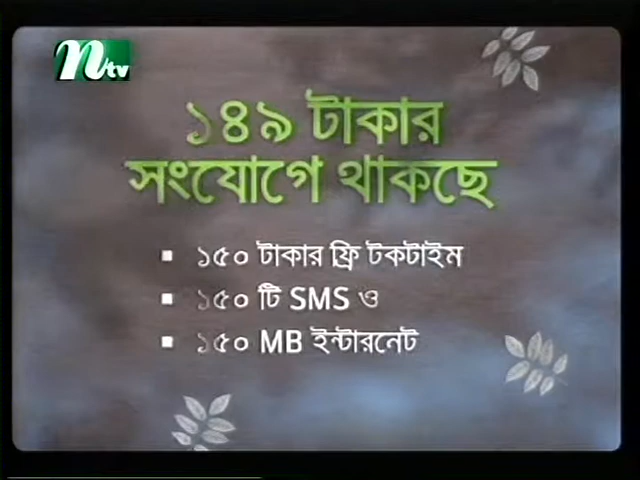 Ntv
১৪৯ টাকার
সংযোগে থাকছে
▪ ১৫০ টাকার ফ্রি টকটাইম
▪ ১৫০ টি SMS ও
▪ ১৫০ MB ইন্টারনেট